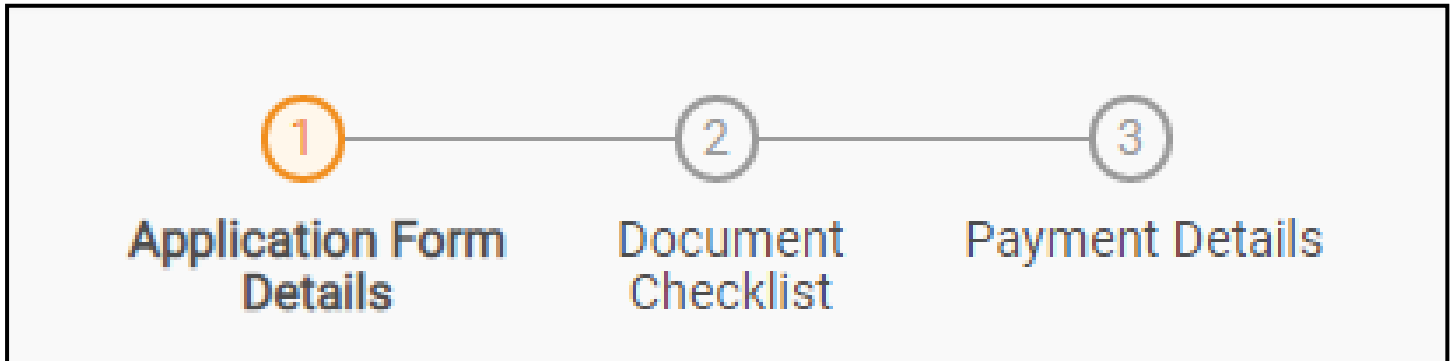 1
2
3
Application Form
Details
Document
Checklist
Payment Details